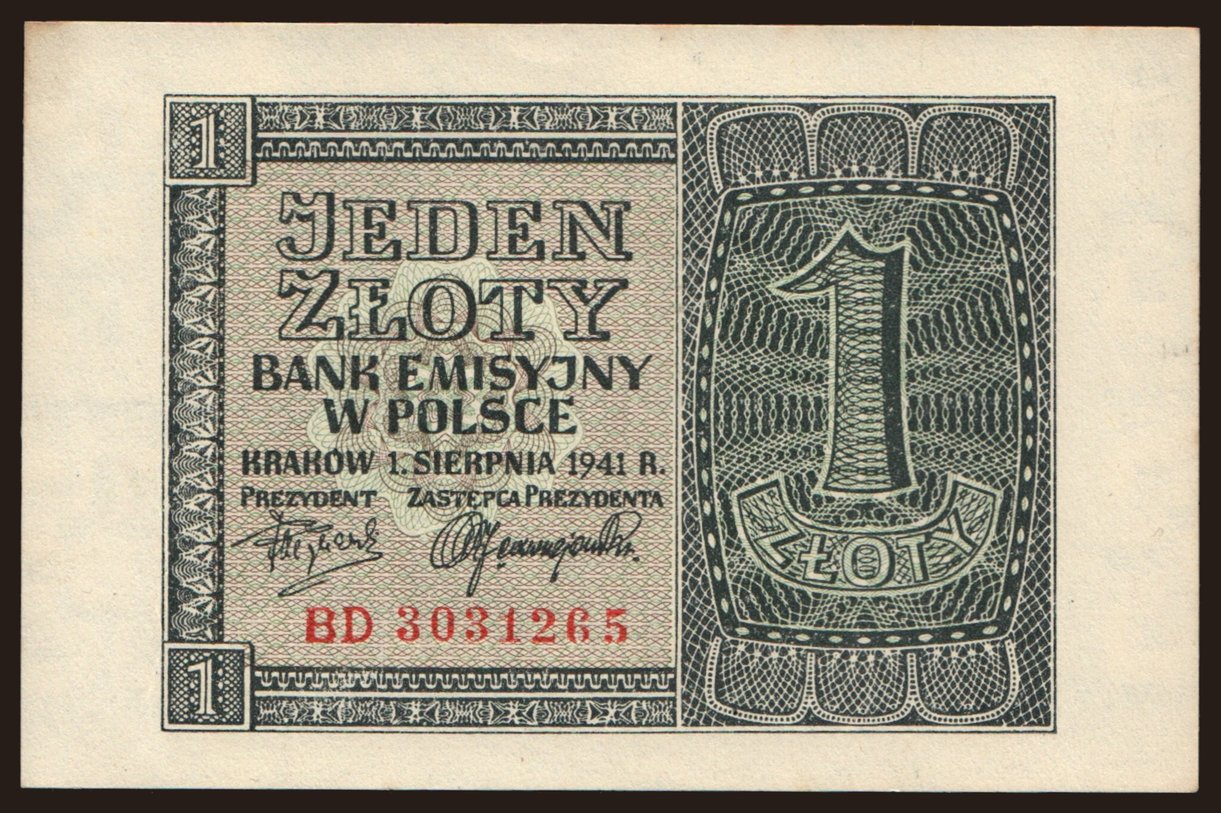 1
JEDEN
ZŁOTY
BANK EMISYJNY
W POLSCE
KRAKÓW 1. SIERPNIA 1941 R.
PREZYDENT ZASTĘPCA PREZYDENTA
BD 3031265
1
1
ZŁOTY